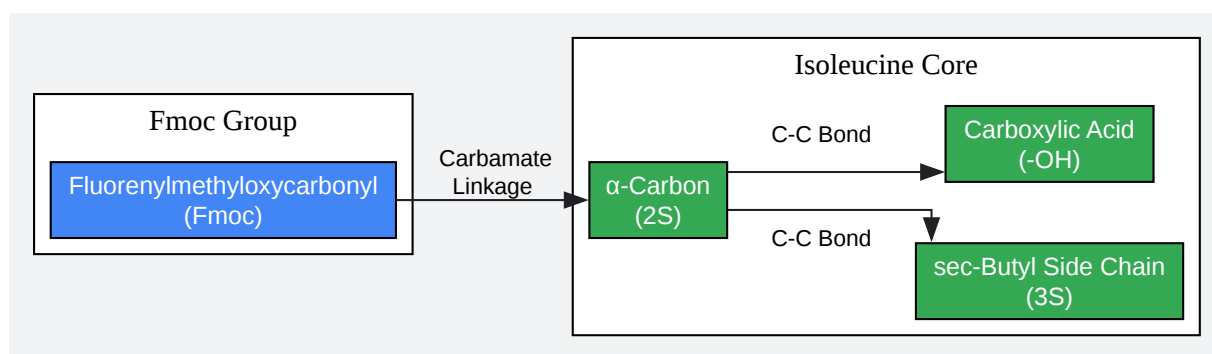 Isoleucine Core
Fmoc Group
Fluorenylmethyloxycarbonyl
(Fmoc)
Carbamate
Linkage
α-Carbon
(2S)
C-C Bond
Carboxylic Acid
(-OH)
C-C Bond
sec-Butyl Side Chain
(3S)